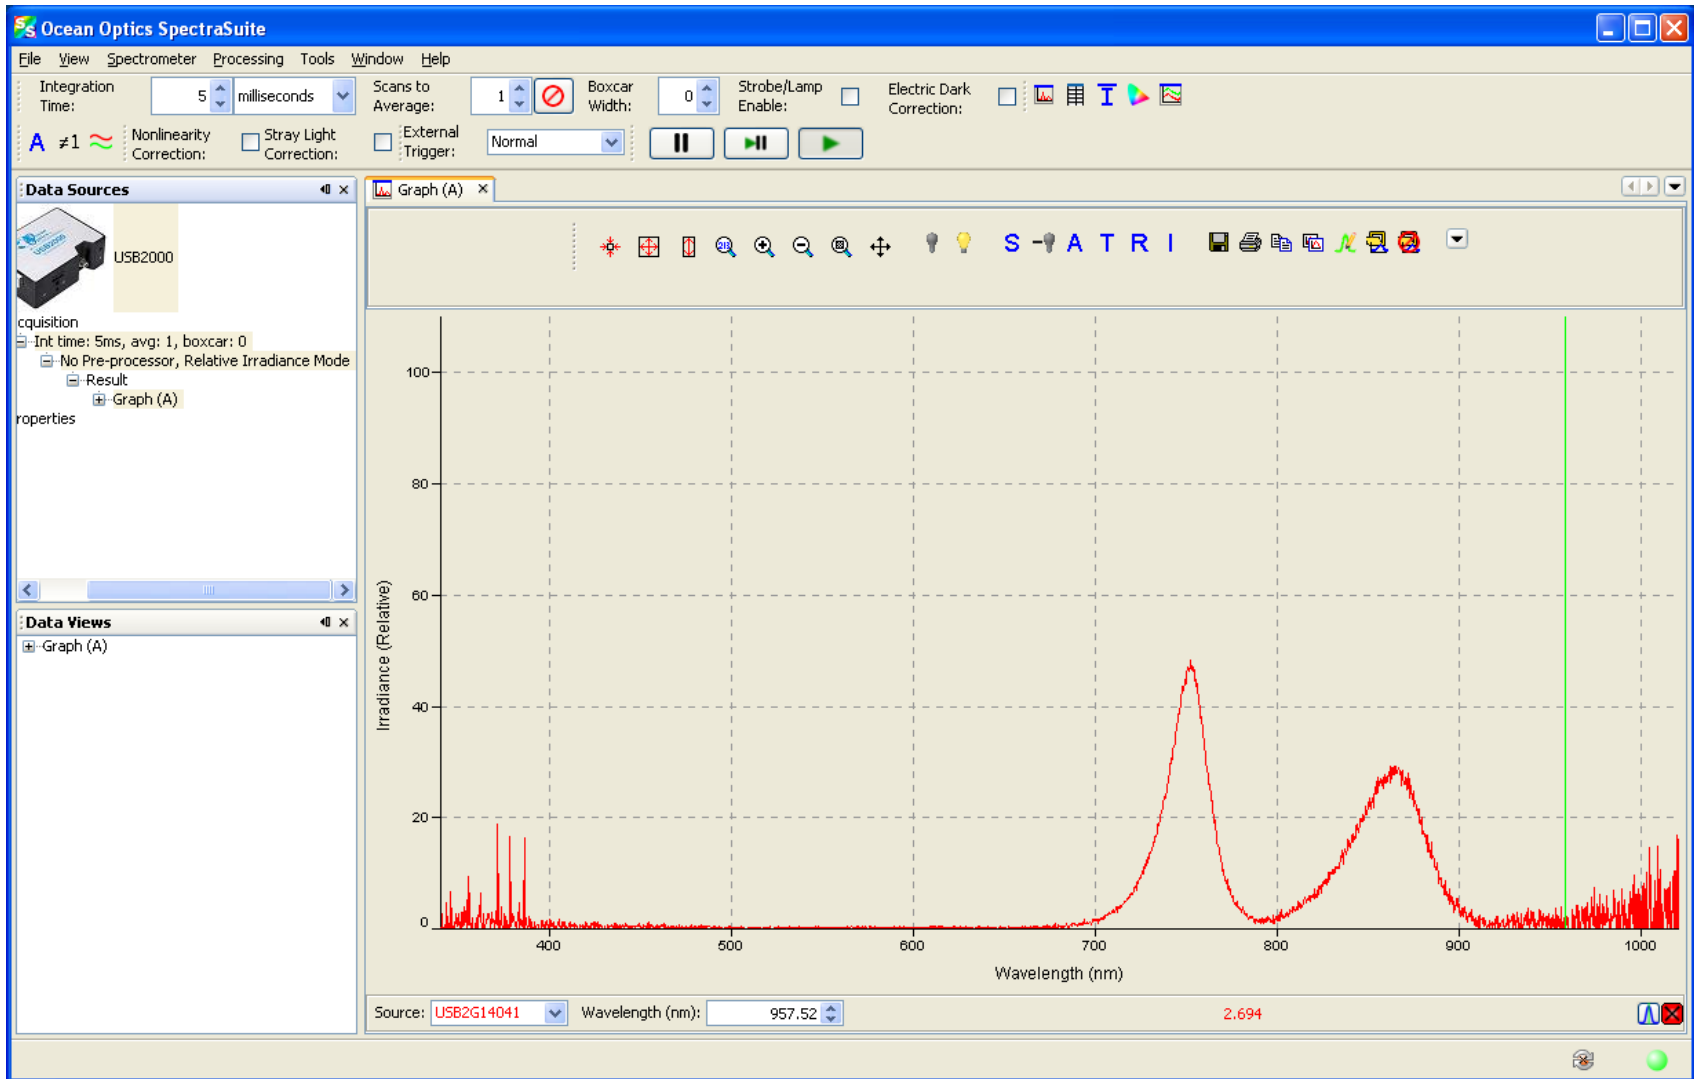 Ocean Optics SpectraSuite
File View Spectrometer Processing Tools Window Help
Integration Time: 5 milliseconds Scans to Average: 1 Boxcar Width: 0 Strobe/Lamp Enable: Electric Dark Correction:
A ≠1 Nonlinearity Correction: Stray Light Correction: External Trigger: Normal
Data Sources
Graph (A)
USB2000
S A T R I
cquisition
Int time: 5ms, avg: 1, boxcar: 0
No Pre-processor, Relative Irradiance Mode
Result
Graph (A)
roperties
Data Views
Graph (A)
Irradiance (Relative)
100
80
60
40
20
0
400 500 600 700 800 900 1000
Wavelength (nm)
Source: USB2G14041 Wavelength (nm): 957.52 2.694